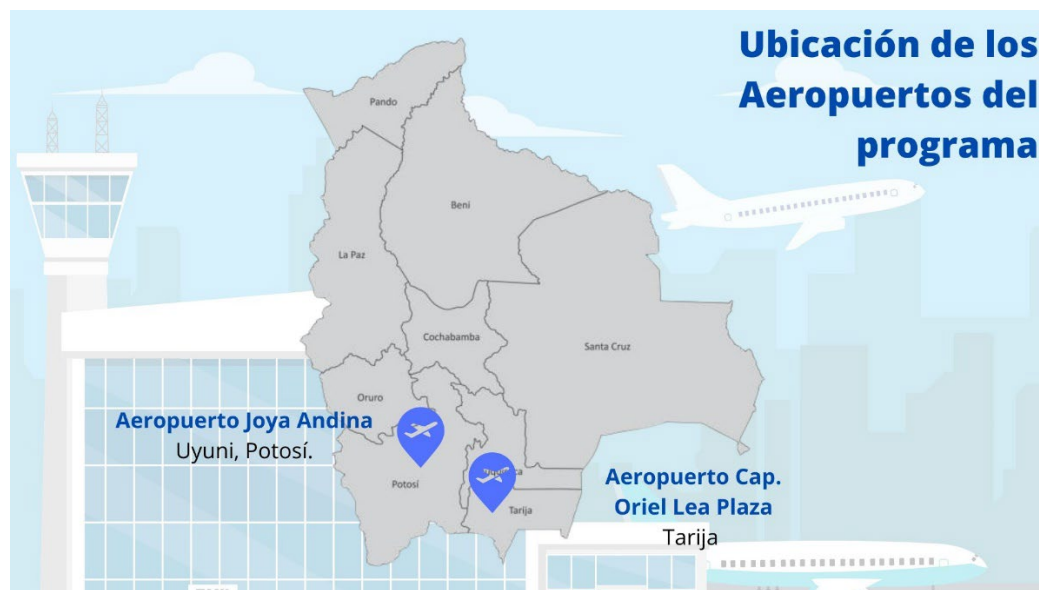 Ubicación de los
Aeropuertos del
programa
Pando
Beni
La Paz
Cochabamba
Santa Cruz
Oruro
Aeropuerto Joya Andina
Uyuni, Potosí.
Potosí
Aeropuerto Cap.
Oriel Lea Plaza
Tarija
Tarija